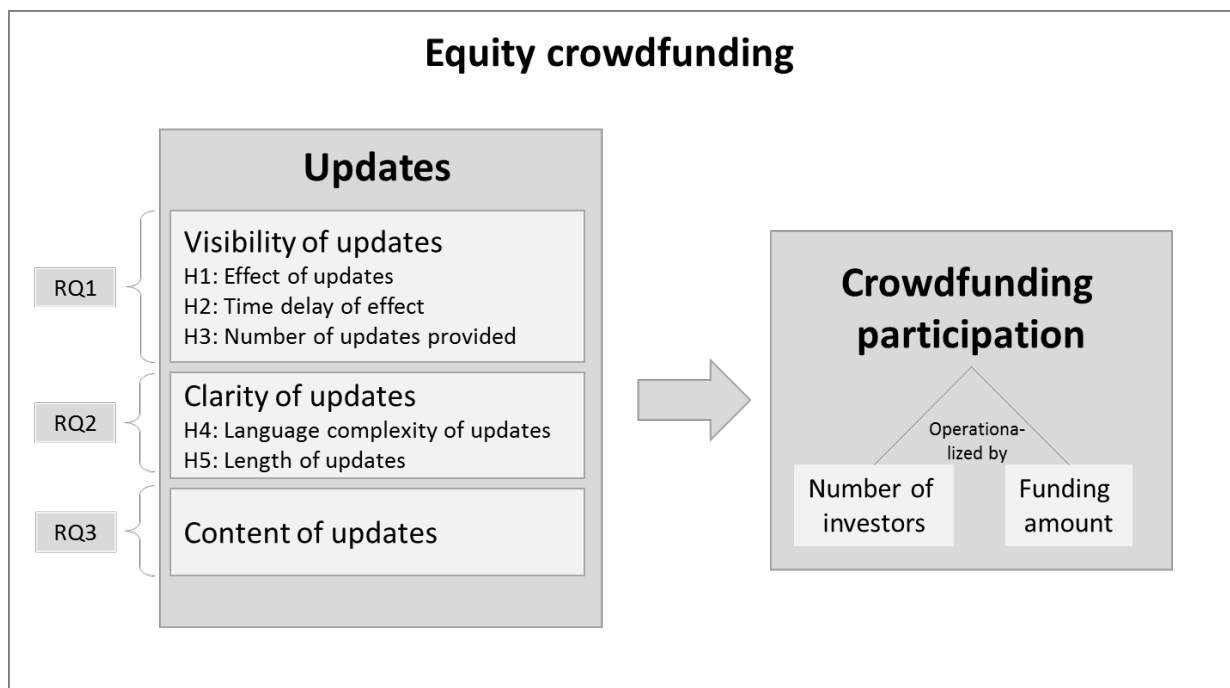 Equity crowdfunding
Updates
RQ1
Visibility of updates
H1: Effect of updates
H2: Time delay of effect
H3: Number of updates provided
RQ2
Clarity of updates
H4: Language complexity of updates
H5: Length of updates
RQ3
Content of updates
Crowdfunding
participation
Operationa-
lized by
Number of
investors
Funding
amount